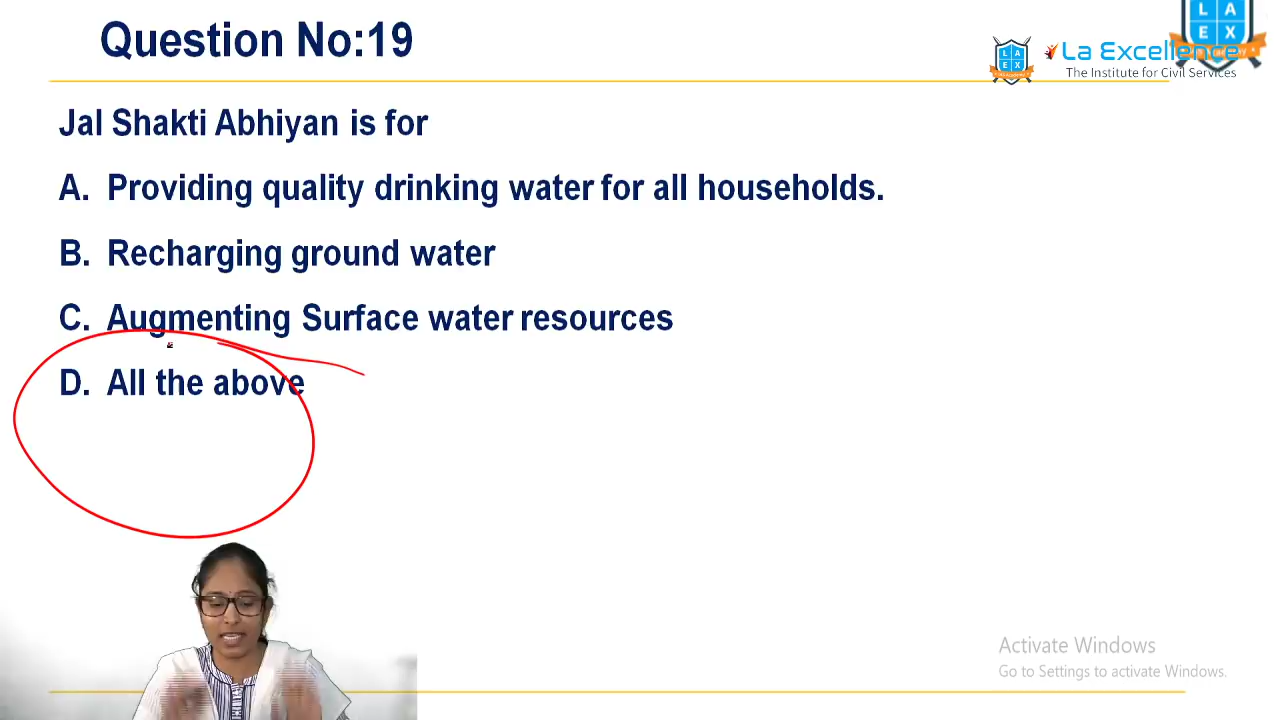 Question No:19
L A
E X
La Excellence
The Institute for Civil Services
L A
E X
Jal Shakti Abhiyan is for
A. Providing quality drinking water for all households.
B. Recharging ground water
C. Augmenting Surface water resources
D. All the above
Activate Windows
Go to Settings to activate Windows.